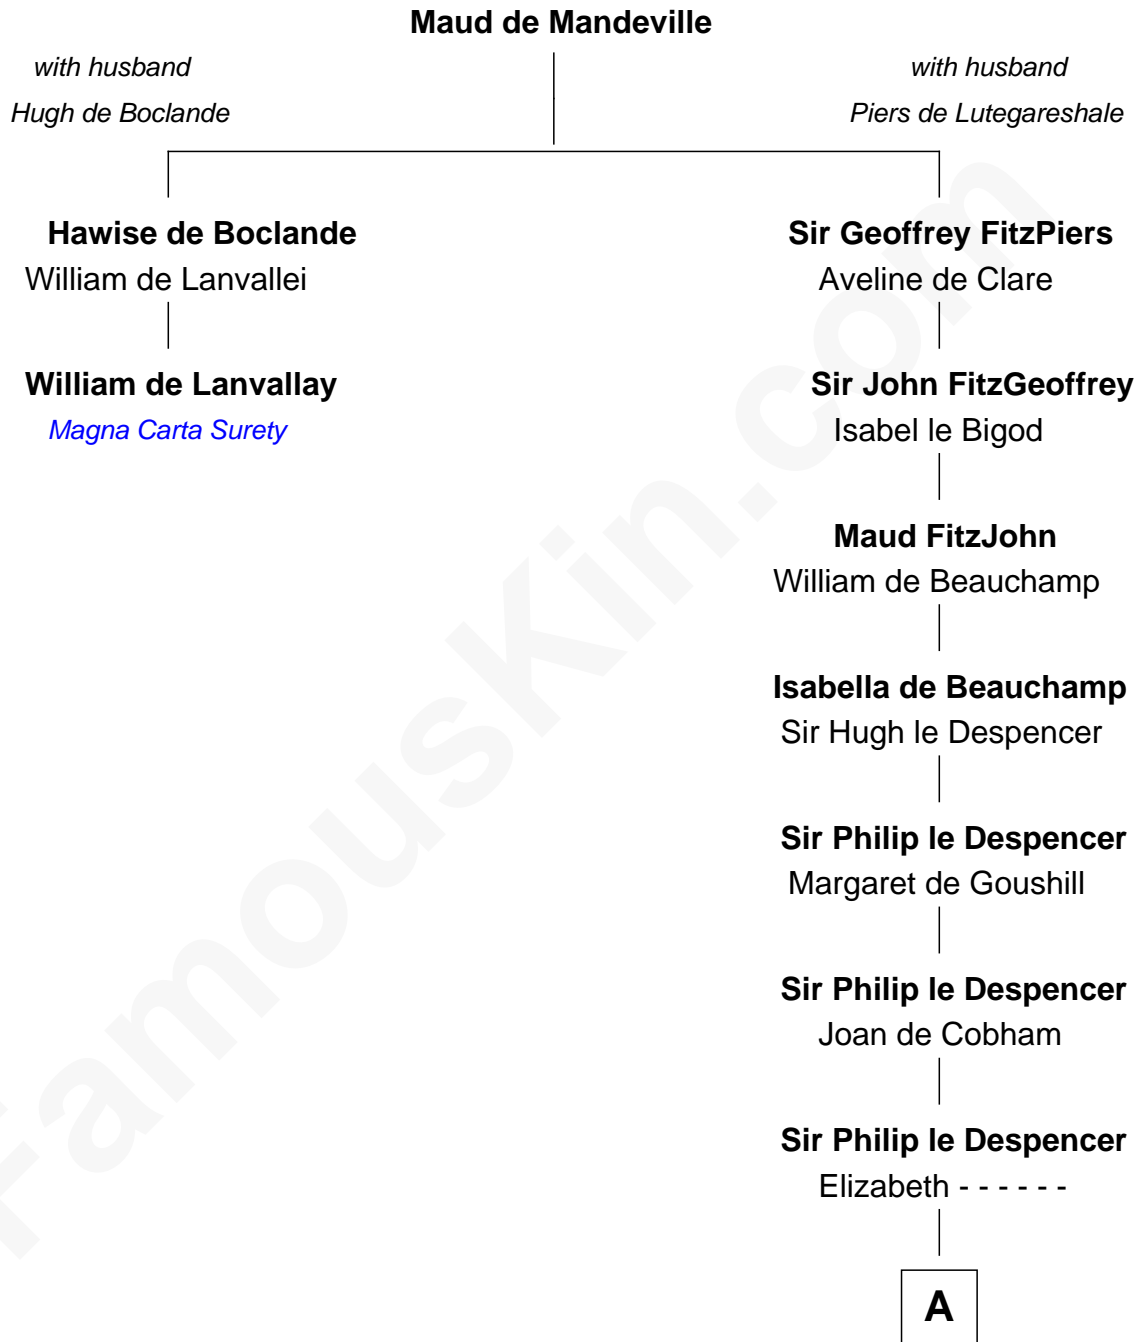 Maud de Mandeville
with husband
Hugh de Boclande
with husband
Piers de Lutegareshale
Hawise de Boclande
William de Lanvallei
Sir Geoffrey FitzPiers
Aveline de Clare
William de Lanvallay
Magna Carta Surety
Sir John FitzGeoffrey
Isabel le Bigod
Maud FitzJohn
William de Beauchamp
Isabella de Beauchamp
Sir Hugh le Despencer
Sir Philip le Despencer
Margaret de Goushill
Sir Philip le Despencer
Joan de Cobham
Sir Philip le Despencer
Elizabeth - - - - - -
A
FamousKin.com